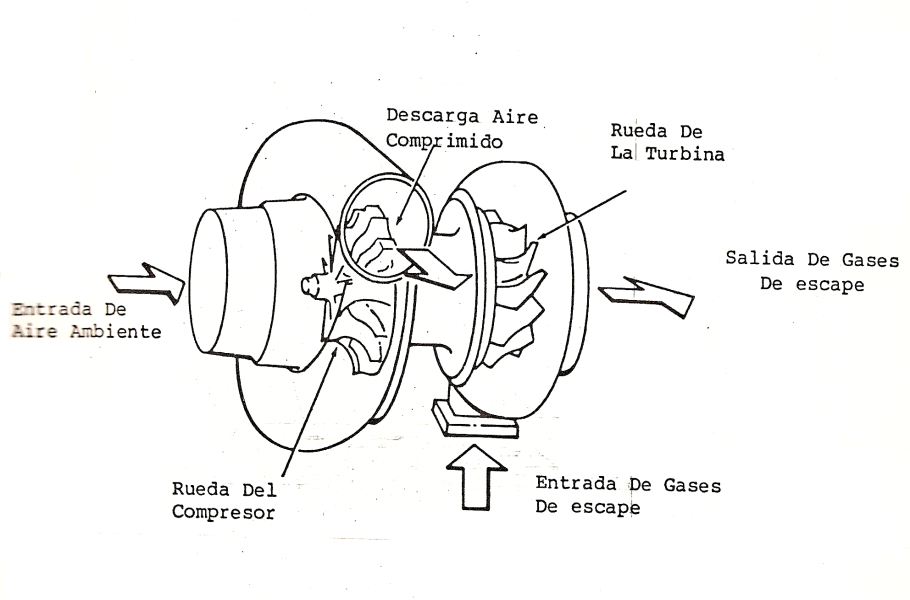 Descarga Aire
Comprimido
Rueda De
La Turbina
Salida De Gases
De escape
Entrada De
Aire Ambiente
Rueda Del
Compresor
Entrada De Gases
De escape